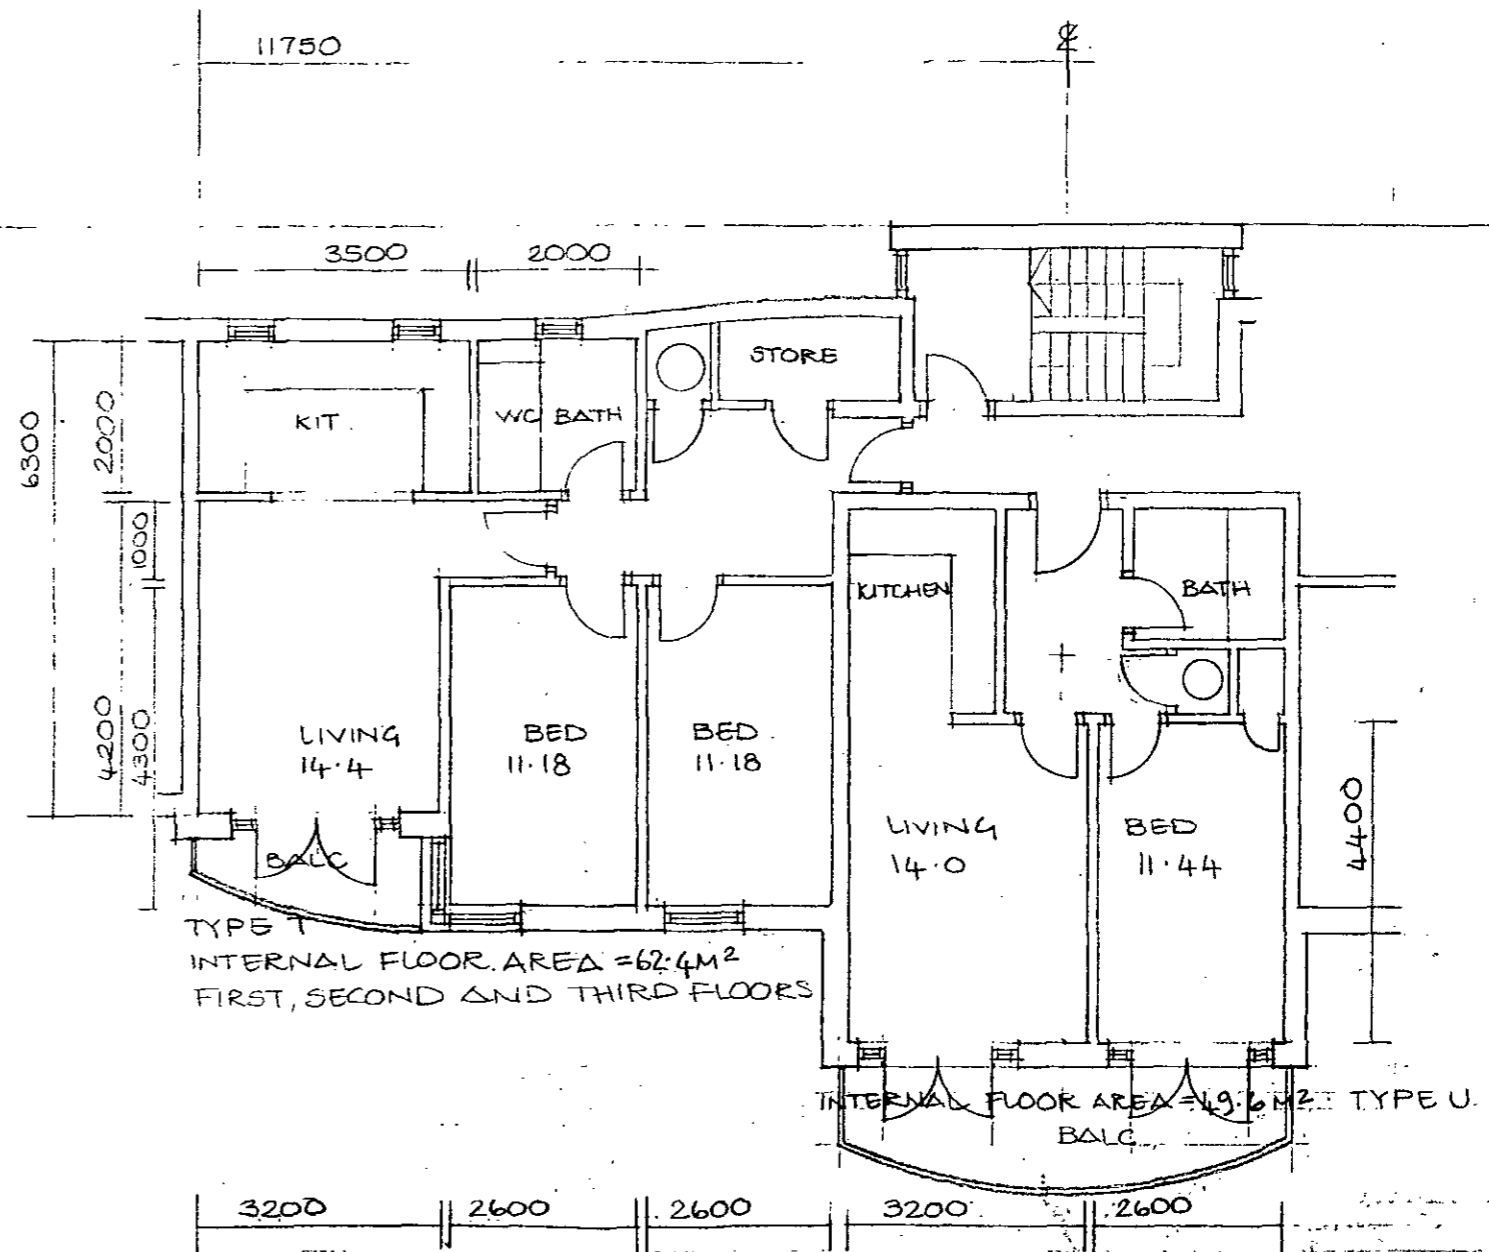 11750
℄
3500
2000
STORE
KIT.
WC BATH
6300
2000
1000
4200
4300
KITCHEN
BATH
LIVING
14.4
BED
11.18
BED.
11.18
LIVING
14.0
BED
11.44
4400
BALC
TYPE T
INTERNAL FLOOR.AREA =62.4M²
FIRST, SECOND AND THIRD FLOORS
INTERNAL FLOOR AREA =49.6 M² TYPE U.
BALC
3200
2600
2600
3200
2600